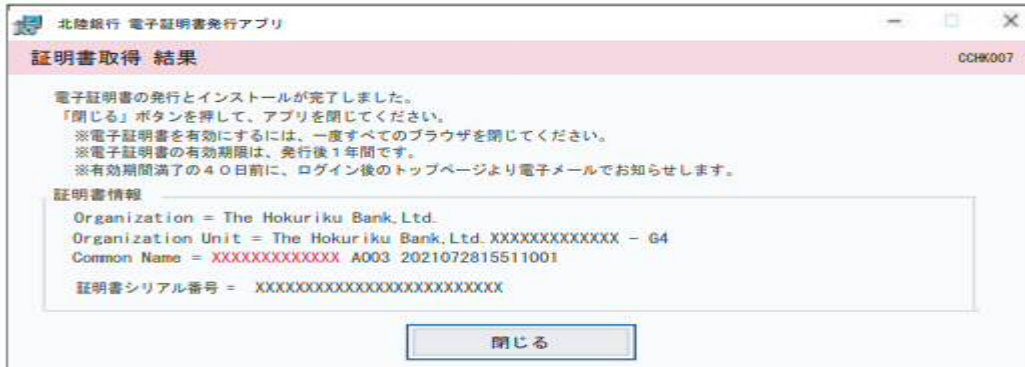 北陸銀行 電子証明書発行アプリ
証明書取得 結果
CCHK007
電子証明書の発行とインストールが完了しました。
「閉じる」ボタンを押して、アプリを閉じてください。
※電子証明書を有効にするには、一度すべてのブラウザを閉じてください。
※電子証明書の有効期限は、発行後1年間です。
※有効期間満了の40日前に、ログイン後のトップページより電子メールでお知らせします。
証明書情報
Organization = The Hokuriku Bank,Ltd.
Organization Unit = The Hokuriku Bank,Ltd.XXXXXXXXXXXXX - G4
Common Name = XXXXXXXXXXXXX A003 2021072815511001
証明書シリアル番号 = XXXXXXXXXXXXXXXXXXXXXXXXX
閉じる